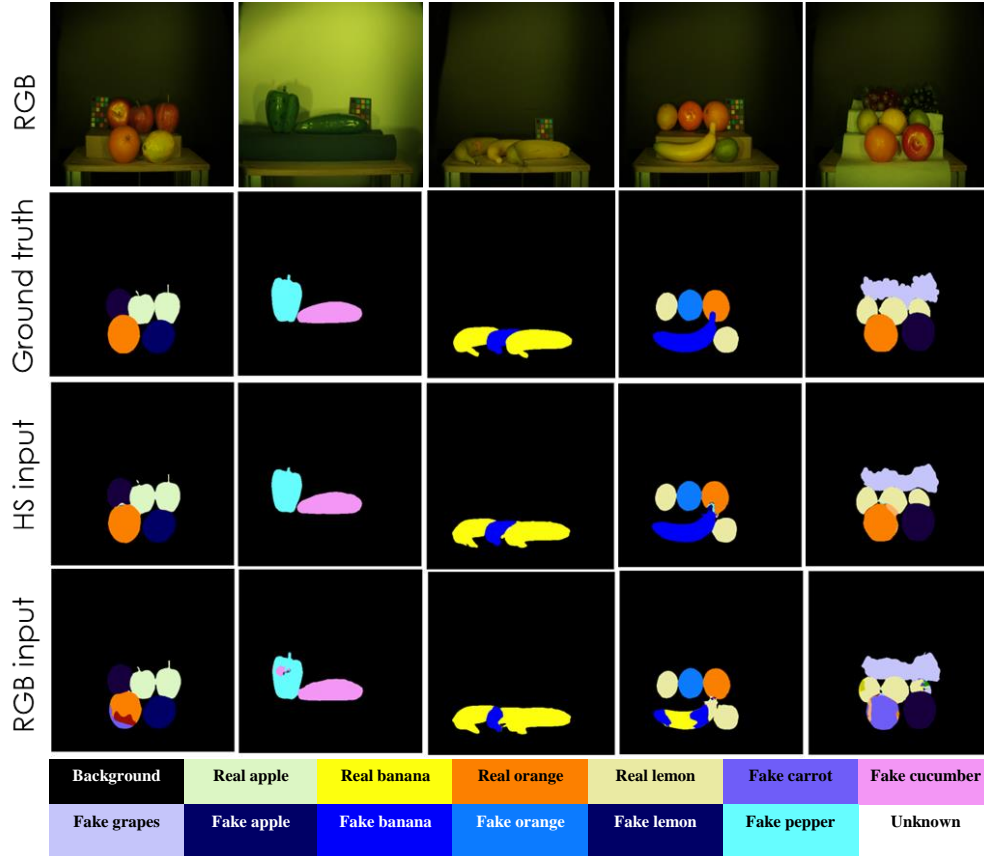 RGB
Ground truth
HS input
RGB input
Background Real apple Real banana Real orange Real lemon Fake carrot Fake cucumber
Fake grapes Fake apple Fake banana Fake orange Fake lemon Fake pepper Unknown